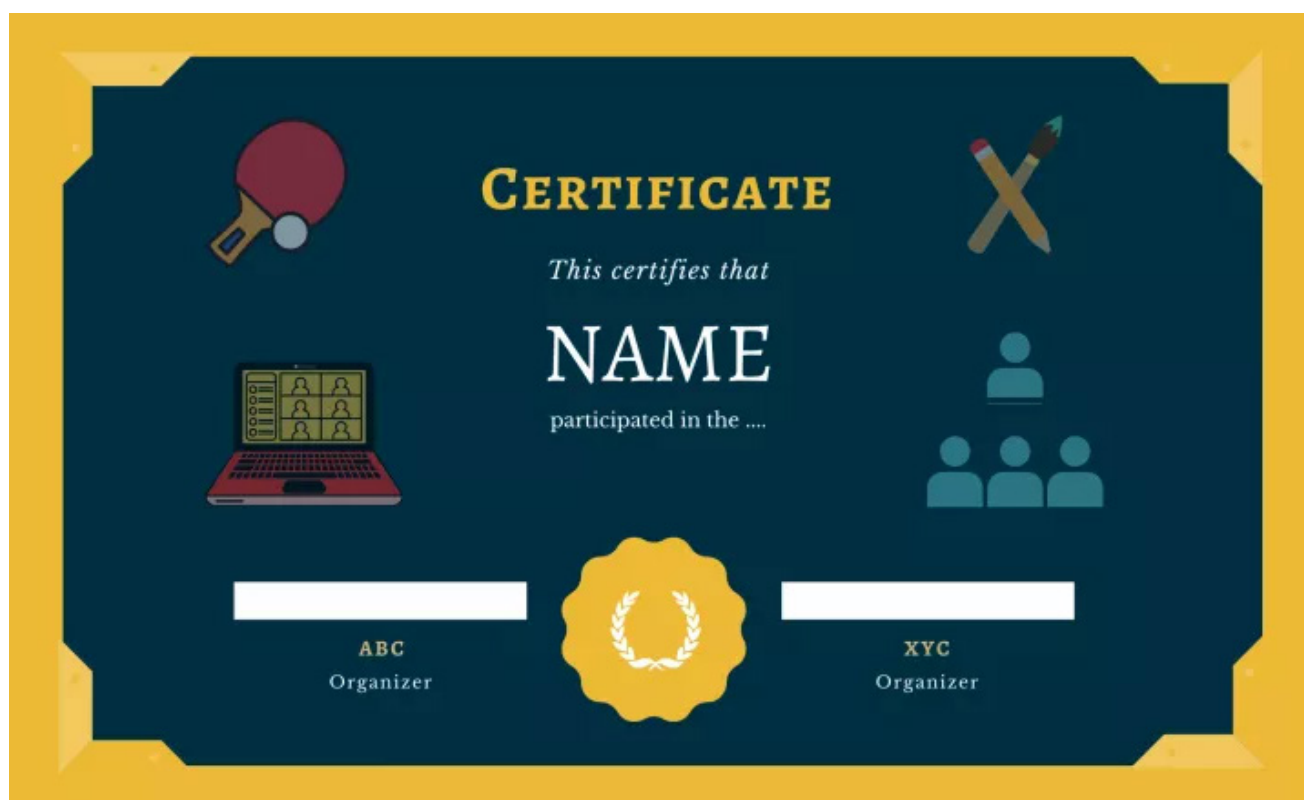 Certificate
This certifies that
NAME
participated in the ....
ABC
Organizer
XYC
Organizer